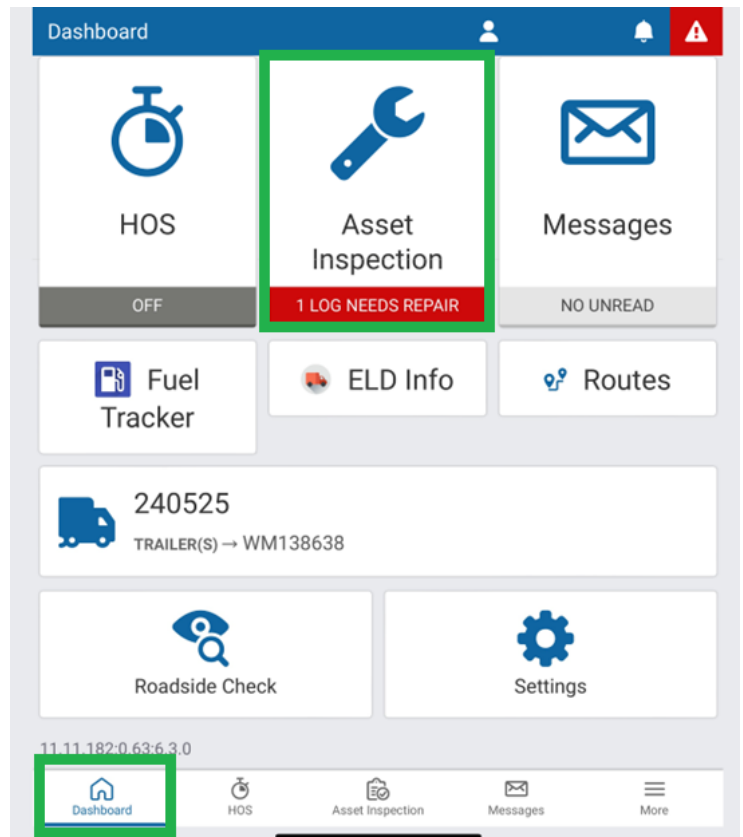 Dashboard
HOS
Asset
Inspection
Messages
OFF
1 LOG NEEDS REPAIR
NO UNREAD
Fuel
Tracker
ELD Info
Routes
240525
TRAILER(S) → WM138638
Roadside Check
Settings
11.11.182:0.63:6.3.0
Dashboard
HOS
Asset Inspection
Messages
More